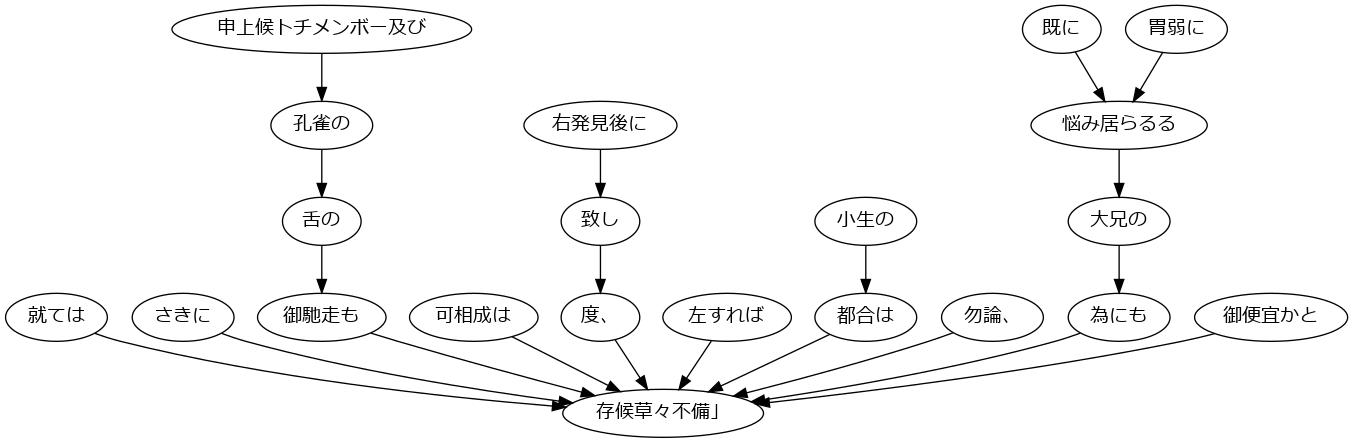 申上候トチメンボー及び
既に
胃弱に
孔雀の
右発見後に
悩み居らるる
舌の
致し
小生の
大兄の
就ては
さきに
御馳走も
可相成は
度、
左すれば
都合は
勿論、
為にも
御便宜かと
存候草々不備」